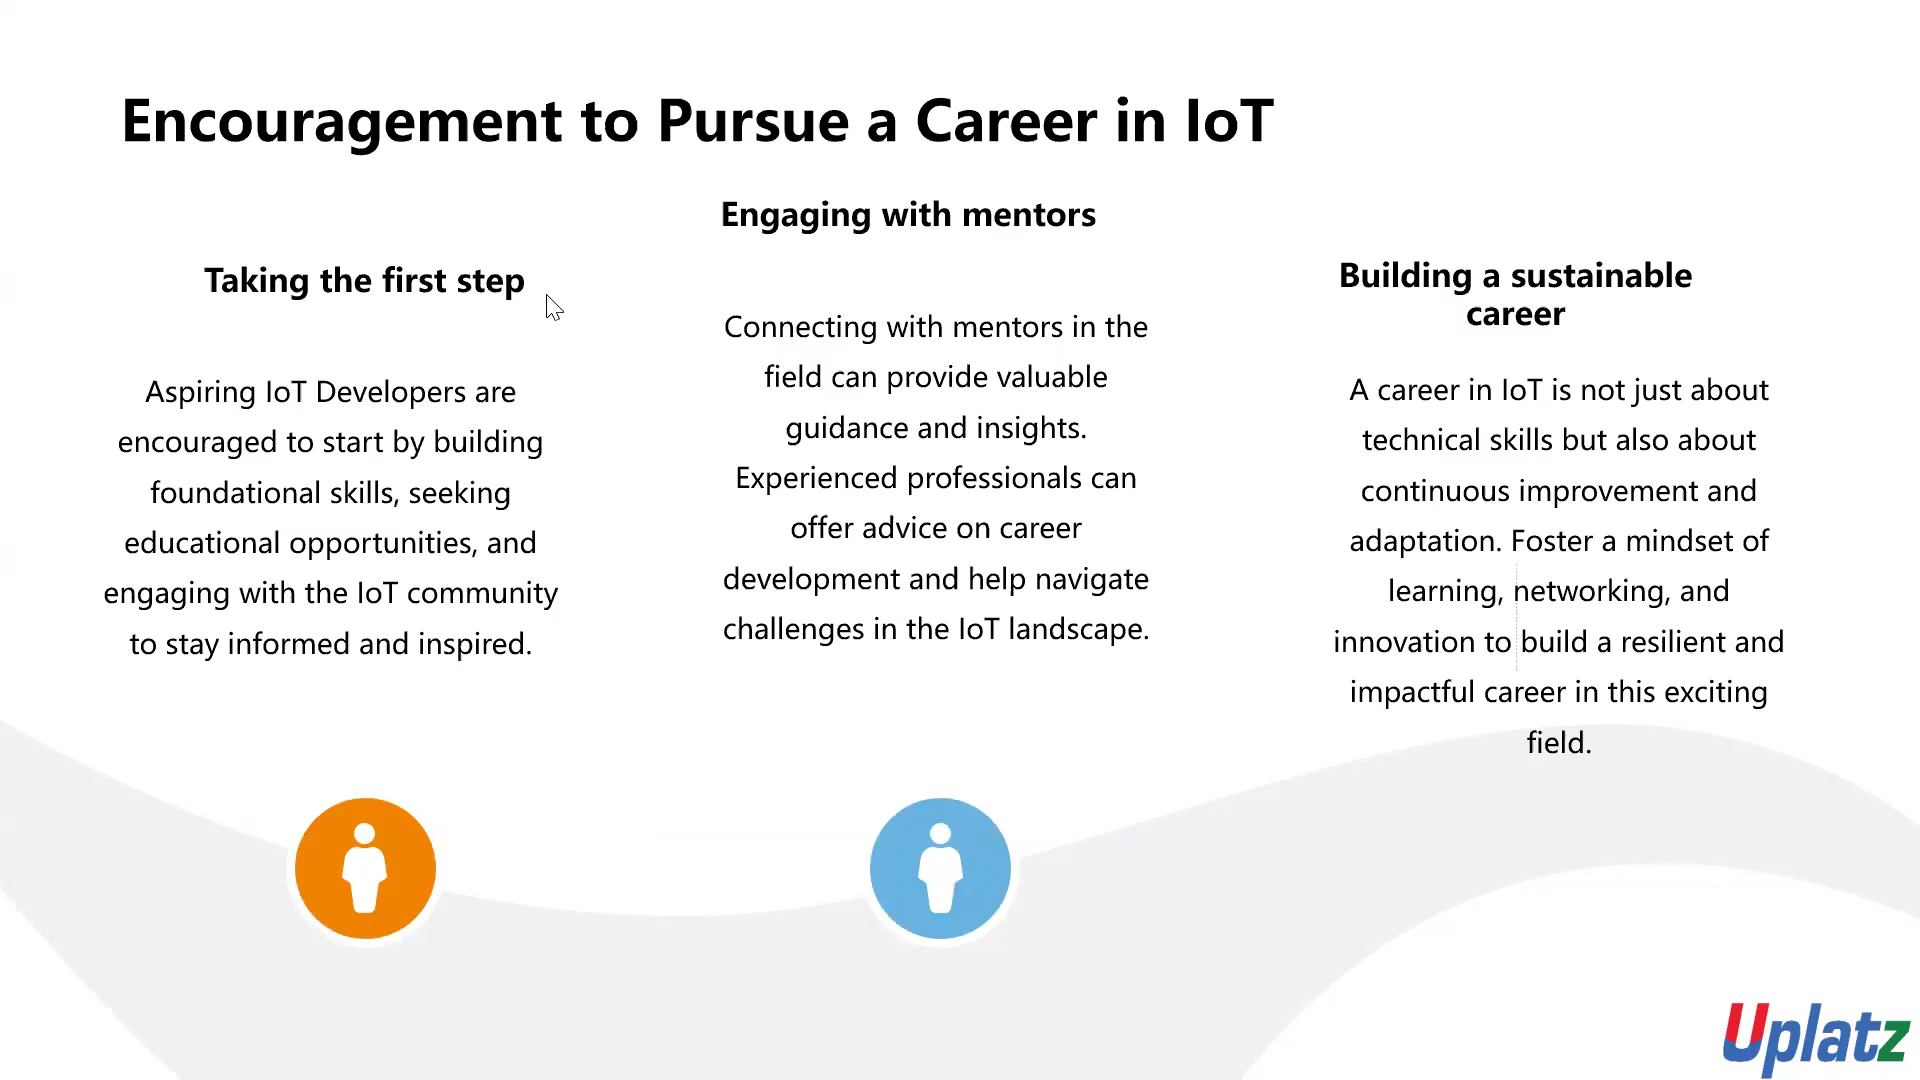 Encouragement to Pursue a Career in IoT
Taking the first step
Aspiring IoT Developers are
encouraged to start by building
foundational skills, seeking
educational opportunities, and
engaging with the IoT community
to stay informed and inspired.
Engaging with mentors
Connecting with mentors in the
field can provide valuable
guidance and insights.
Experienced professionals can
offer advice on career
development and help navigate
challenges in the IoT landscape.
Building a sustainable
career
A career in IoT is not just about
technical skills but also about
continuous improvement and
adaptation. Foster a mindset of
learning, networking, and
innovation to build a resilient and
impactful career in this exciting
field.
Uplatz